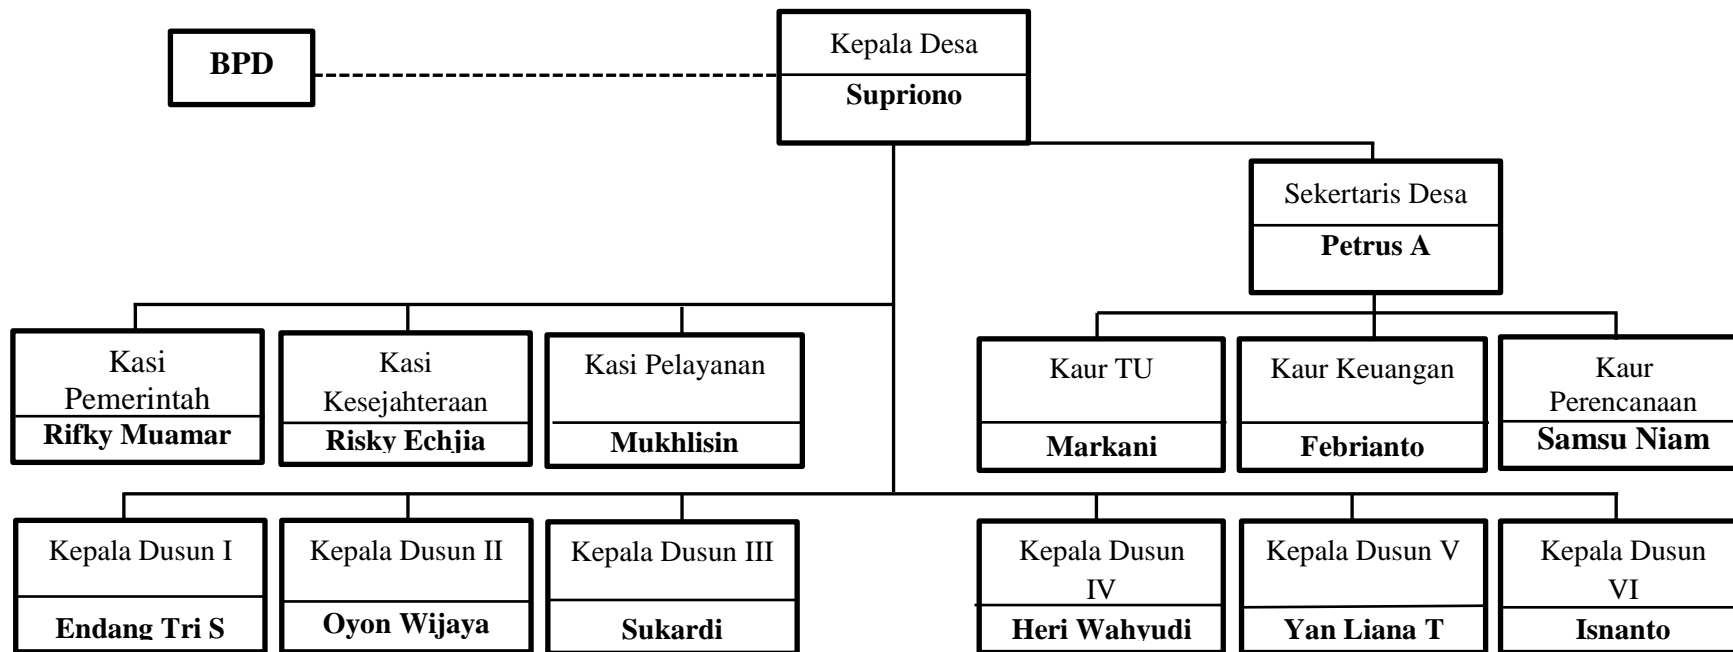 BPD
Kepala Desa
Supriono
Sekertaris Desa
Petrus A
Kasi
Pemerintah
Rifky Muamar
Kasi
Kesejahteraan
Risky Echjia
Kasi Pelayanan
Mukhlisin
Kaur TU
Markani
Kaur Keuangan
Febrianto
Kaur
Perencanaan
Samsu Niam
Kepala Dusun I
Endang Tri S
Kepala Dusun II
Oyon Wijaya
Kepala Dusun III
Sukardi
Kepala Dusun
IV
Heri Wahyudi
Kepala Dusun V
Yan Liana T
Kepala Dusun
VI
Isnanto